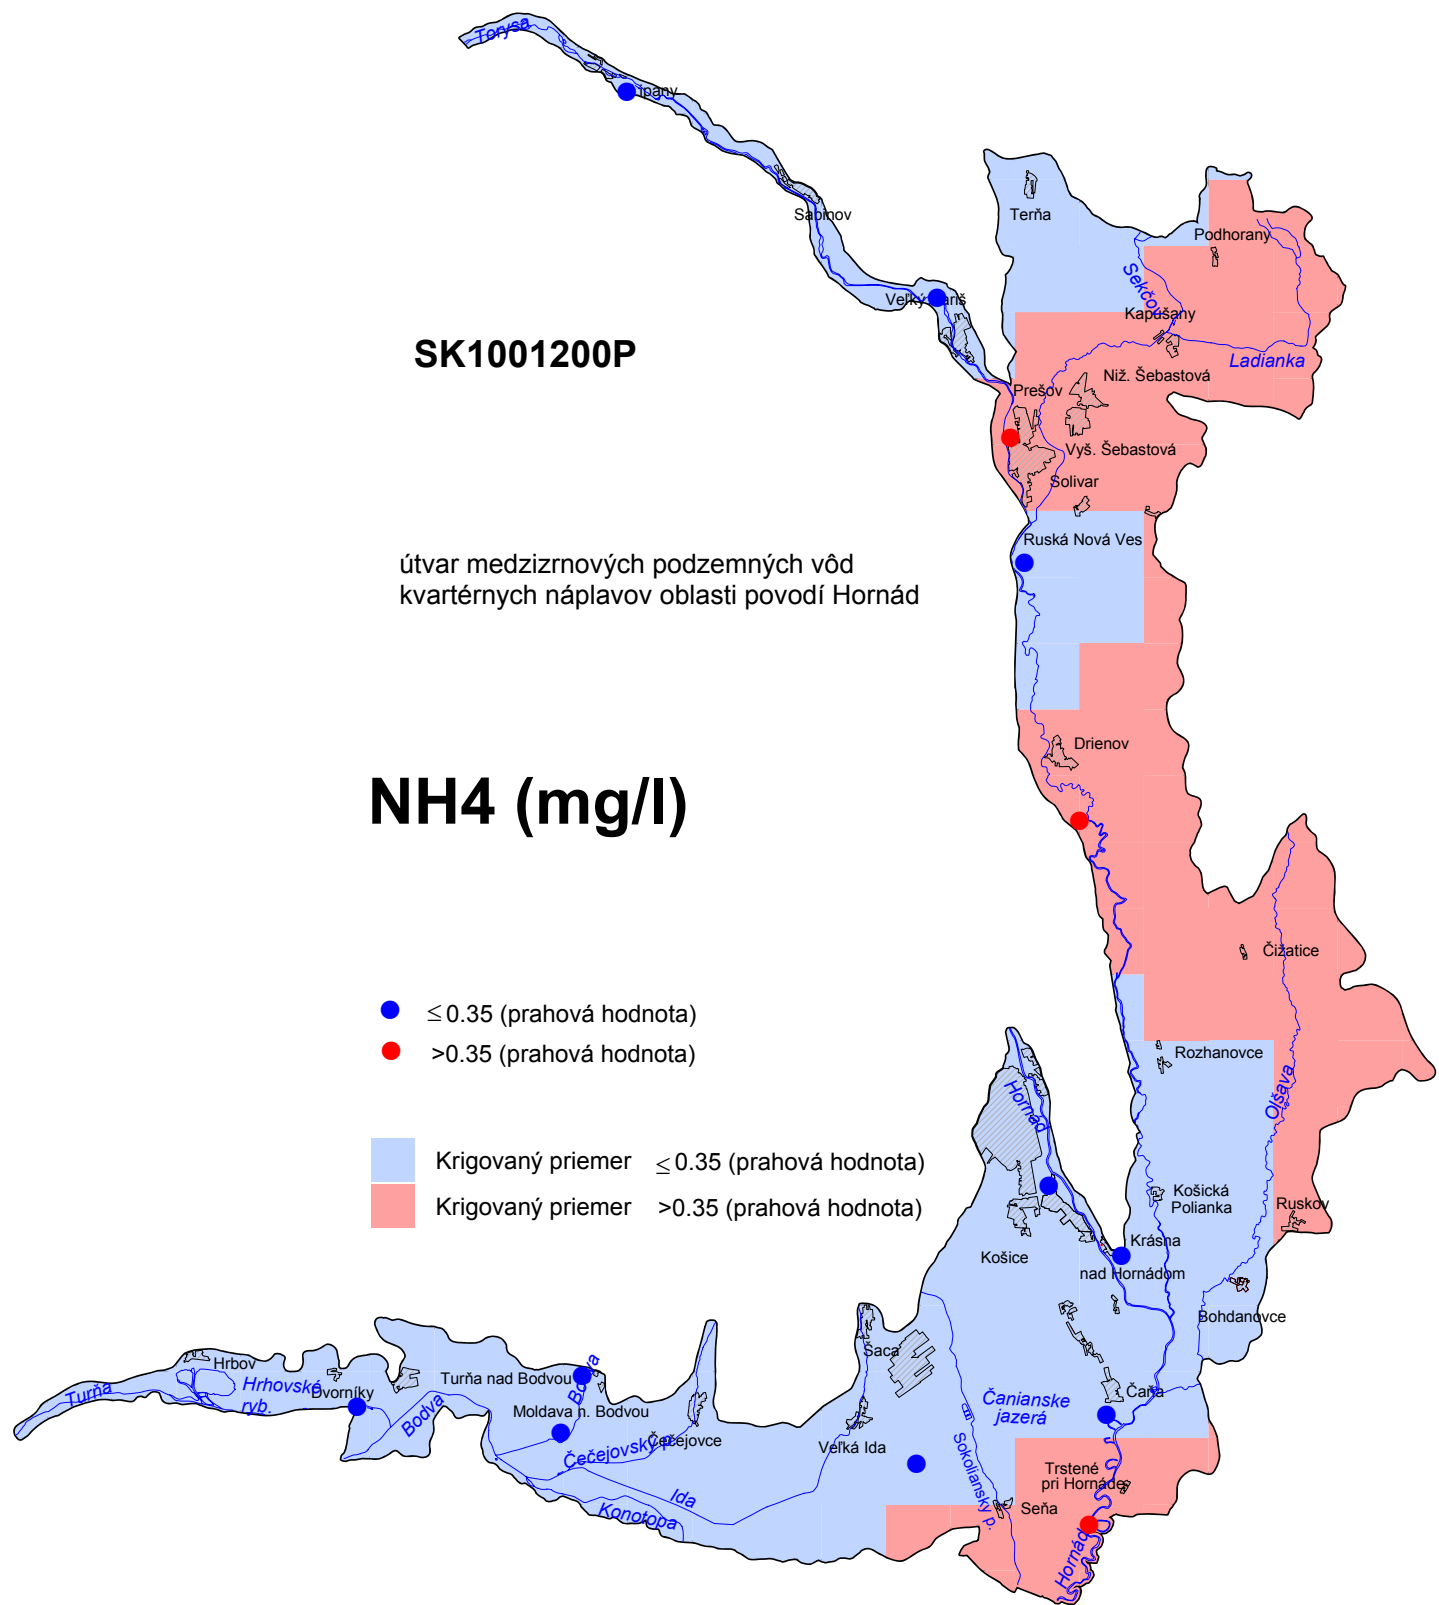 Torysa
Lipany
Sabinov
Terňa
Podhorany
Sekčov
Veľký Šariš
Kapušany
SK1001200P
Ladianka
Niž. Šebastová
Prešov
Vyš. Šebastová
Solivar
Ruská Nová Ves
útvar medzizrnových podzemných vôd
kvartérnych náplavov oblasti povodí Hornád
Drienov
NH4 (mg/l)
Čižatice
≤ 0.35 (prahová hodnota)
>0.35 (prahová hodnota)
Rozhanovce
Olšava
Hornád
Krigovaný priemer ≤ 0.35 (prahová hodnota)
Krigovaný priemer >0.35 (prahová hodnota)
Košická
Polianka
Ruskov
Krásna
nad Hornádom
Košice
Bohdanovce
Šaca
Hrbov
Turňa
Hrhovské
ryb.
Dvorníky
Turňa nad Bodvou
Bodva
Bodva
Moldava n. Bodvou
Čečejovský p.
Čečejovce
Veľká Ida
Čaňa
Čanianske
jazerá
Sokoliansky p.
Ida
Konotopa
Trstené
pri Hornáde
Seňa
Hornád